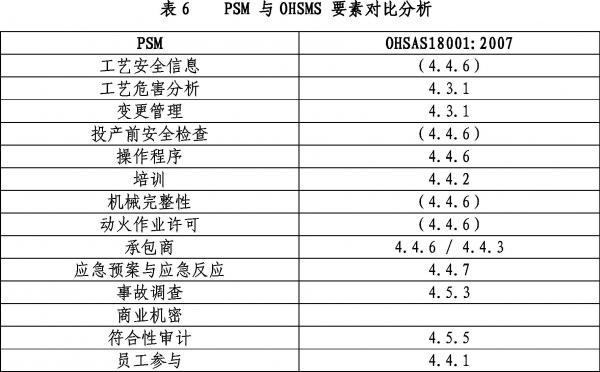 表6 PSM 与 OHSMS 要素对比分析
PSM OHSAS18001:2007
工艺安全信息 (4.4.6)
工艺危害分析 4.3.1
变更管理 4.3.1
投产前安全检查 (4.4.6)
操作程序 4.4.6
培训 4.4.2
机械完整性 (4.4.6)
动火作业许可 (4.4.6)
承包商 4.4.6 / 4.4.3
应急预案与应急反应 4.4.7
事故调查 4.5.3
商业机密
符合性审计 4.5.5
员工参与 4.4.1